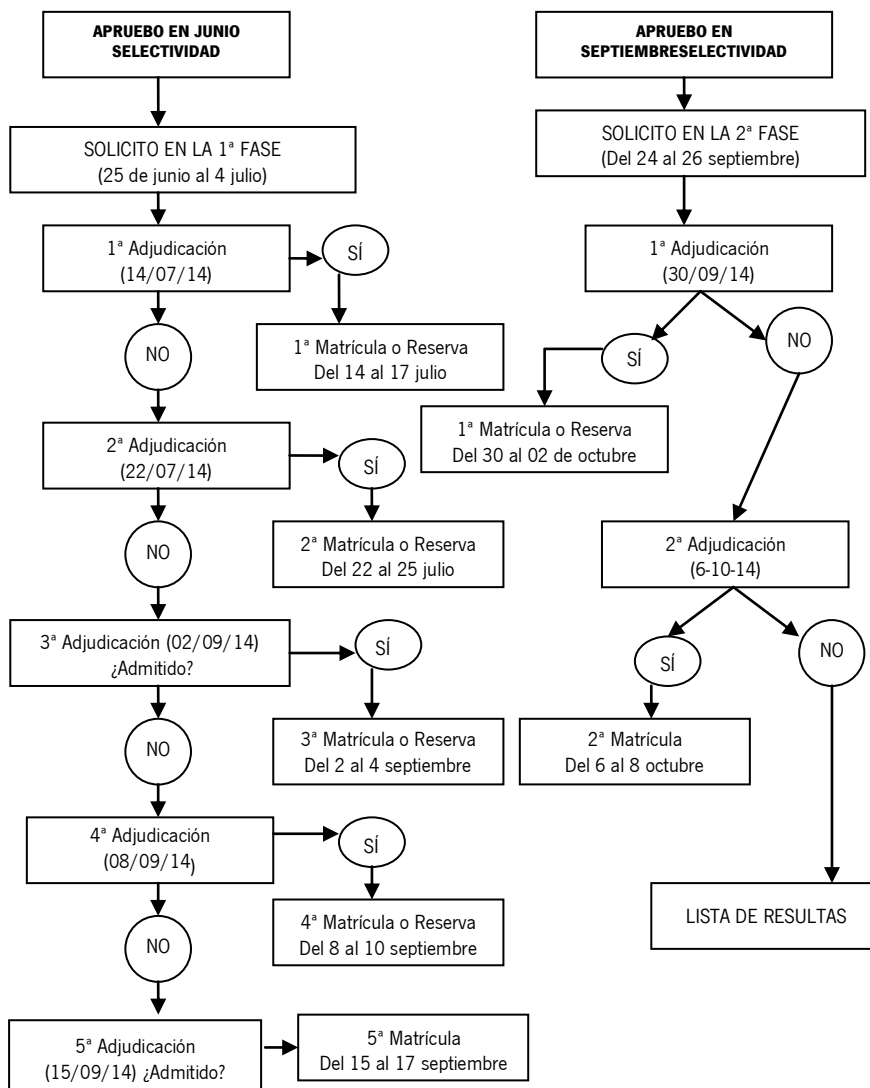 APRUEBO EN JUNIO
SELECTIVIDAD
SOLICITO EN LA 1ª FASE
(25 de junio al 4 julio)
1ª Adjudicación
(14/07/14)
SÍ
1ª Matrícula o Reserva
Del 14 al 17 julio
NO
2ª Adjudicación
(22/07/14)
SÍ
2ª Matrícula o Reserva
Del 22 al 25 julio
NO
3ª Adjudicación (02/09/14)
¿Admitido?
SÍ
3ª Matrícula o Reserva
Del 2 al 4 septiembre
NO
4ª Adjudicación
(08/09/14)
SÍ
4ª Matrícula o Reserva
Del 8 al 10 septiembre
NO
5ª Adjudicación
(15/09/14) ¿Admitido?
5ª Matrícula
Del 15 al 17 septiembre
APRUEBO EN
SEPTIEMBRESELECTIVIDAD
SOLICITO EN LA 2ª FASE
(Del 24 al 26 septiembre)
1ª Adjudicación
(30/09/14)
SÍ
NO
1ª Matrícula o Reserva
Del 30 al 02 de octubre
2ª Adjudicación
(6-10-14)
SÍ
NO
2ª Matrícula
Del 6 al 8 octubre
LISTA DE RESULTAS